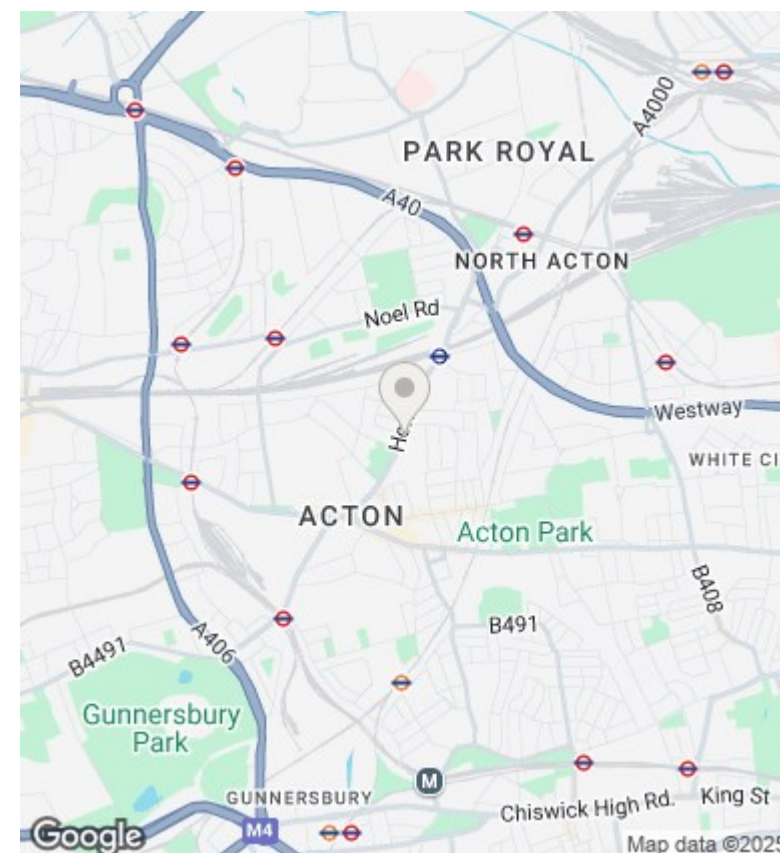 A4000
PARK ROYAL
A40
NORTH ACTON
Noel Rd
Westway
WHITE CI
ACTON
Acton Park
B408
B491
A406
B4491
Gunnersbury
Park
M
GUNNERSBURY
King St
Chiswick High Rd.
M4
Google
Map data ©2025